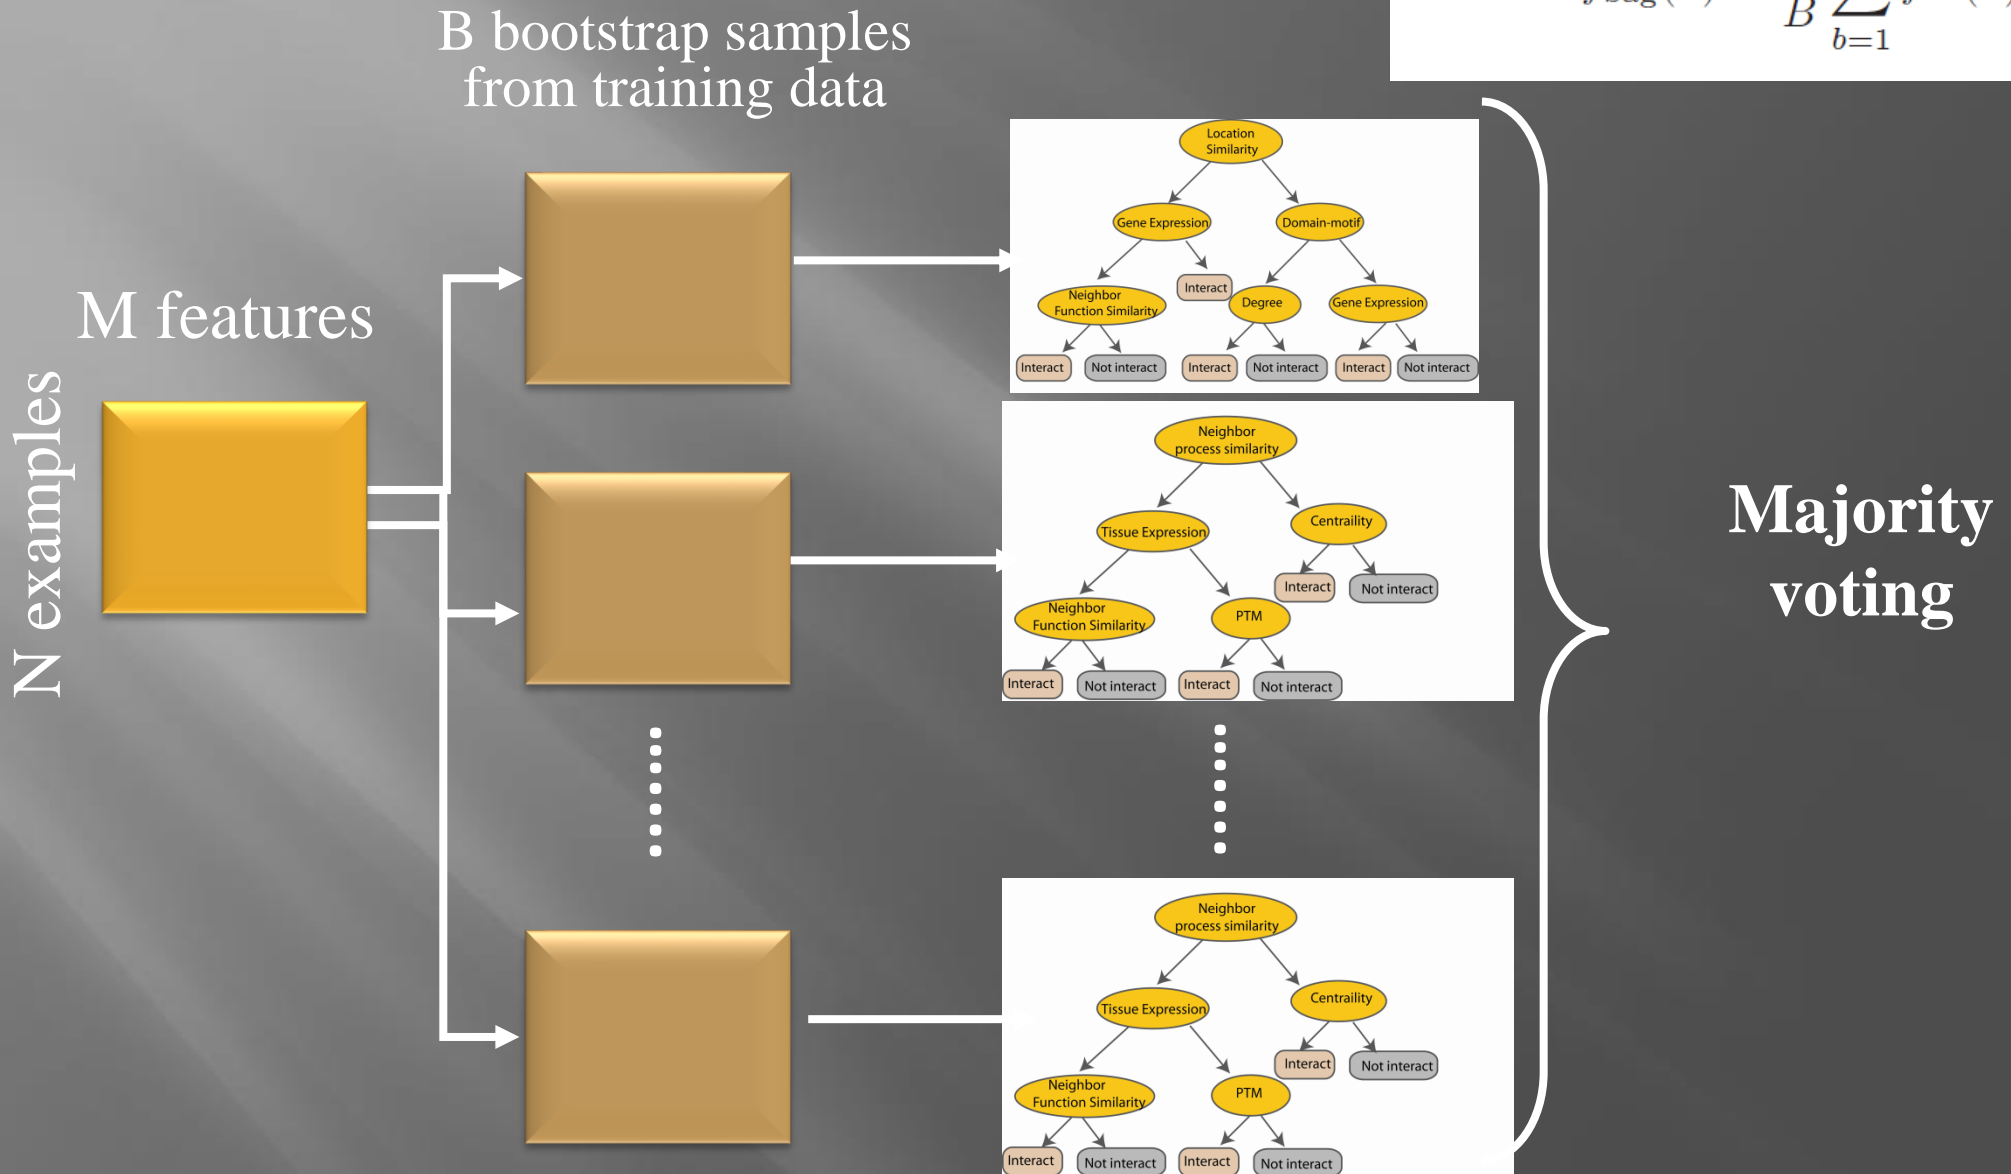 B bootstrap samples
from training data
B
b=1
M features
N examples
Location
Similarity
Gene Expression
Domain-motif
Interact
Neighbor
Function Similarity
Degree
Gene Expression
Interact
Not interact
Interact
Not interact
Interact
Not interact
Neighbor
process similarity
Tissue Expression
Centraility
Interact
Not interact
Neighbor
Function Similarity
PTM
Interact
Not interact
Interact
Not interact
Majority
voting
Neighbor
process similarity
Tissue Expression
Centraility
Interact
Not interact
Neighbor
Function Similarity
PTM
Interact
Not interact
Interact
Not interact